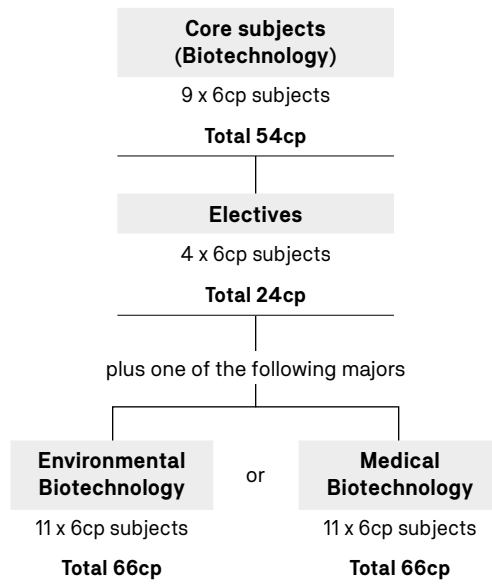 Core subjects
(Biotechnology)
9 x 6cp subjects
Total 54cp
Electives
4 x 6cp subjects
Total 24cp
plus one of the following majors
Environmental
Biotechnology
11 x 6cp subjects
Total 66cp
or
Medical
Biotechnology
11 x 6cp subjects
Total 66cp